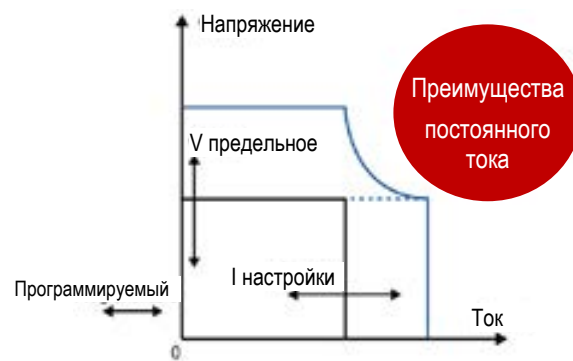 Напряжение
Преимущества
постоянного
тока
V предельное
I настройки
Программируемый
Ток
0